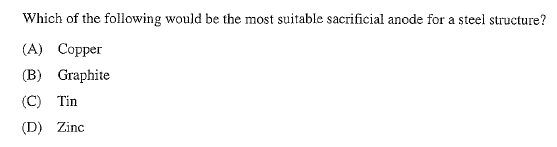 Which of the following would be the most suitable sacrificial anode for a steel structure?
(A) Copper
(B) Graphite
(C) Tin
(D) Zinc